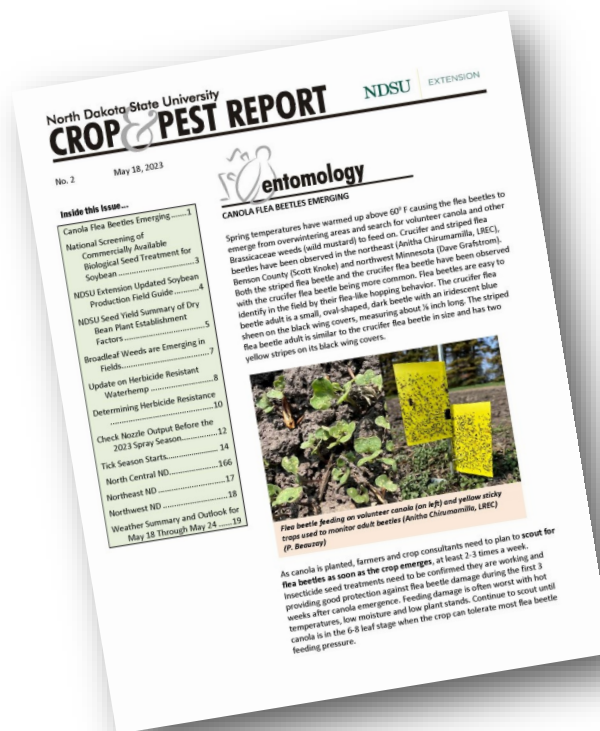 North Dakota State University
CROP & PEST REPORT
NDSU EXTENSION
No. 2 May 18, 2023
Inside this Issue...
Canola Flea Beetles Emerging.......1
National Screening of
Commercially Available
Biological Seed Treatment for
Soybean ..............................3
NDSU Extension Updated Soybean
Production Field Guide............4
NDSU Seed Yield Summary of Dry
Bean Plant Establishment
Factors.................................5
Broadleaf Weeds are Emerging in
Fields....................................7
Update on Herbicide Resistant
Waterhemp ..........................8
Determining Herbicide Resistance
..........................................10
Check Nozzle Output Before the
2023 Spray Season...............12
Tick Season Starts................... 14
North Central ND...................166
Northeast ND .........................17
Northwest ND .........................18
Weather Summary and Outlook for
May 18 Through May 24 ......19
entomology
CANOLA FLEA BEETLES EMERGING
Spring temperatures have warmed up above 60° F causing the flea beetles to
emerge from overwintering areas and search for volunteer canola and other
Brassicaceae weeds (wild mustard) to feed on. Crucifer and striped flea
beetles have been observed in the northeast (Anitha Chirumamilla, LREC),
Benson County (Scott Knoke) and northwest Minnesota (Dave Grafstrom).
Both the striped flea beetle and the crucifer flea beetle have been observed
with the crucifer flea beetle being more common. Flea beetles are easy to
identify in the field by their flea-like hopping behavior. The crucifer flea
beetle adult is a small, oval-shaped, dark beetle with an iridescent blue
sheen on the black wing covers, measuring about ⅛ inch long. The striped
flea beetle adult is similar to the crucifer flea beetle in size and has two
yellow stripes on its black wing covers.
Flea beetle feeding on volunteer canola (on left) and yellow sticky
traps used to monitor adult beetles (Anitha Chirumamilla, LREC)
(P. Beauzay)
As canola is planted, farmers and crop consultants need to plan to scout for
flea beetles as soon as the crop emerges, at least 2-3 times a week.
Insecticide seed treatments need to be confirmed they are working and
providing good protection against flea beetle damage during the first 3
weeks after canola emergence. Feeding damage is often worst with hot
temperatures, low moisture and low plant stands. Continue to scout until
canola is in the 6-8 leaf stage when the crop can tolerate most flea beetle
feeding pressure.